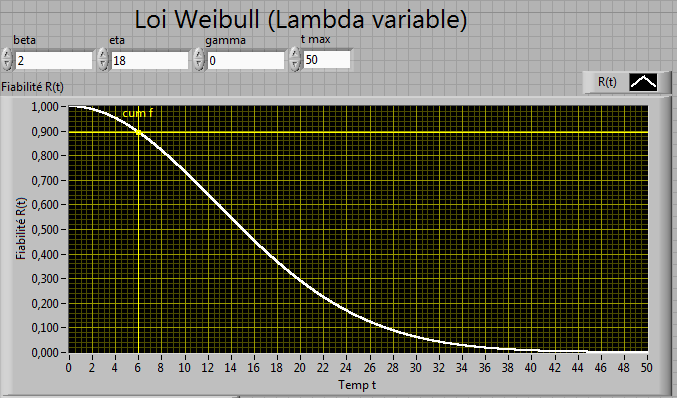 Loi Weibull (Lambda variable)
beta eta gamma t max
2 18 0 50
Fiabilité R(t) R(t)
cum f
1,000
0,900
0,800
0,700
0,600
0,500
0,400
0,300
0,200
0,100
0,000
Fiabilité R(t)
0 2 4 6 8 10 12 14 16 18 20 22 24 26 28 30 32 34 36 38 40 42 44 46 48 50
Temp t